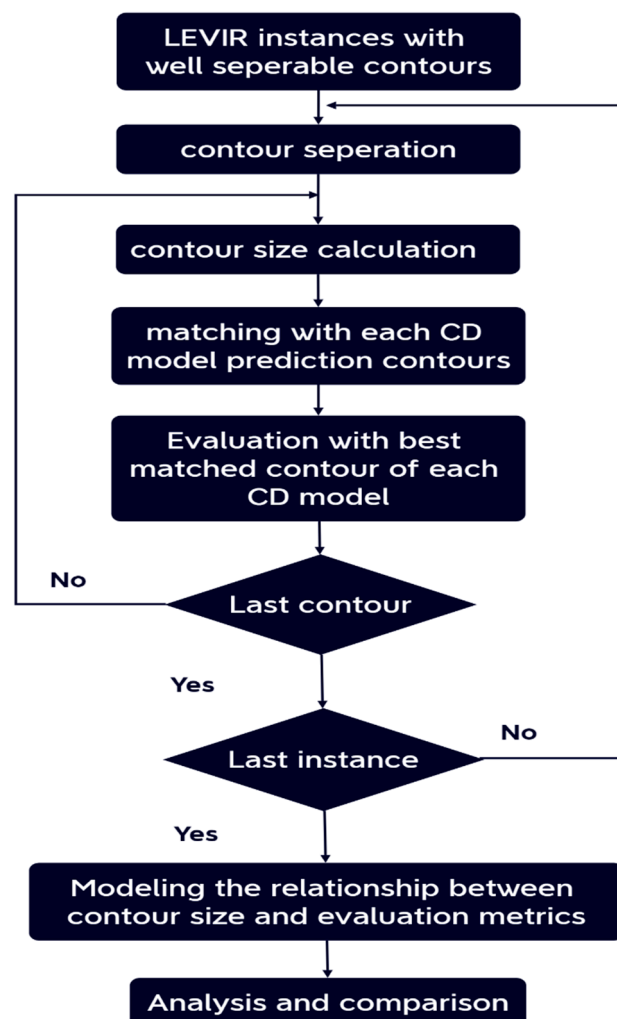 LEVIR instances with
well seperable contours
contour seperation
contour size calculation
matching with each CD
model prediction contours
Evaluation with best
matched contour of each
CD model
No
Last contour
Yes
Last instance
No
Yes
Modeling the relationship between
contour size and evaluation metrics
Analysis and comparison